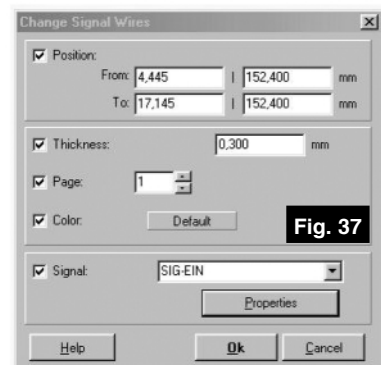 Change Signal Wires
Position:
From: 4,445 | 152,400 mm
To: 17,145 | 152,400 mm
Thickness: 0,300 mm
Page: 1
Color: Default
Fig. 37
Signal: SIG-EIN
Properties
Help Ok Cancel